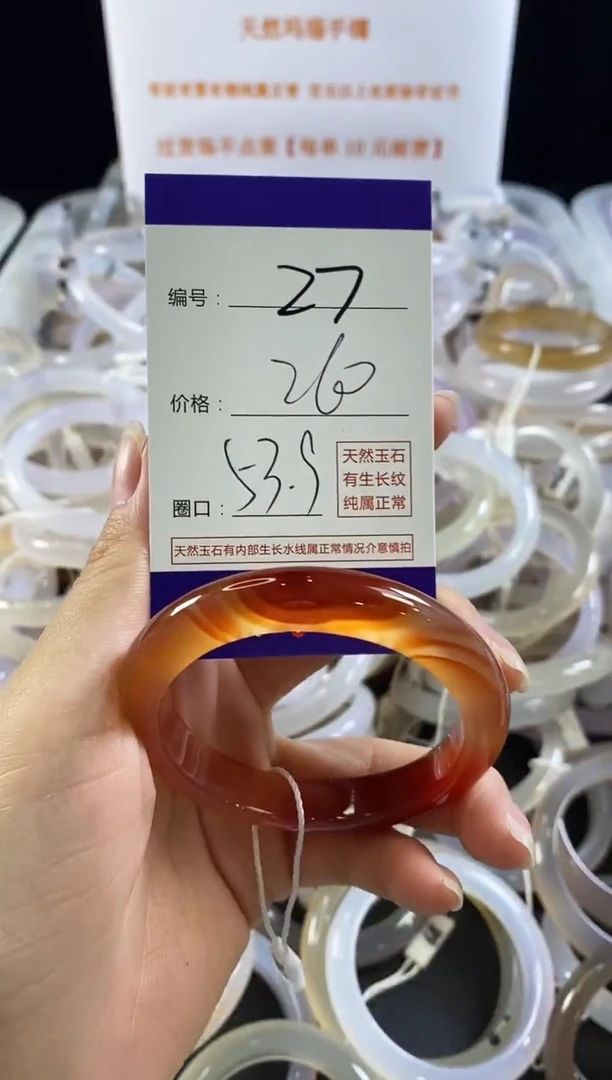 天然玛瑙手镯
编号：27
价格：260
圈口：53.5
天然玉石
有生长纹
纯属正常
天然玉石有内部生长水线属正常情况介意慎拍